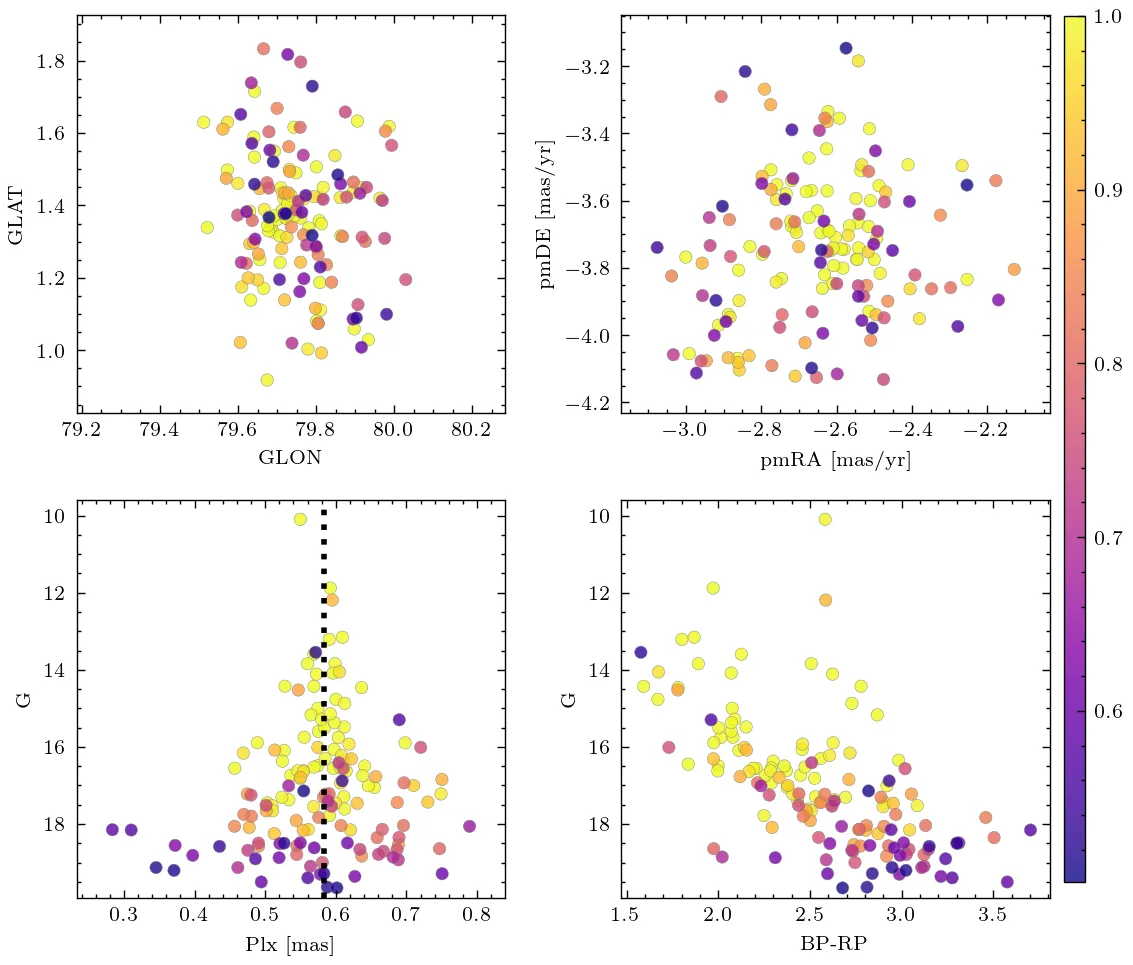 1.8
1.6
1.4
1.2
1.0
GLAT
79.2 79.4 79.6 79.8 80.0 80.2
GLON
−3.2
−3.4
−3.6
−3.8
−4.0
−4.2
pmDE [mas/yr]
−3.0 −2.8 −2.6 −2.4 −2.2
pmRA [mas/yr]
1.0
0.9
0.8
0.7
0.6
10
12
14
16
18
G
0.3 0.4 0.5 0.6 0.7 0.8
Plx [mas]
10
12
14
16
18
G
1.5 2.0 2.5 3.0 3.5
BP-RP